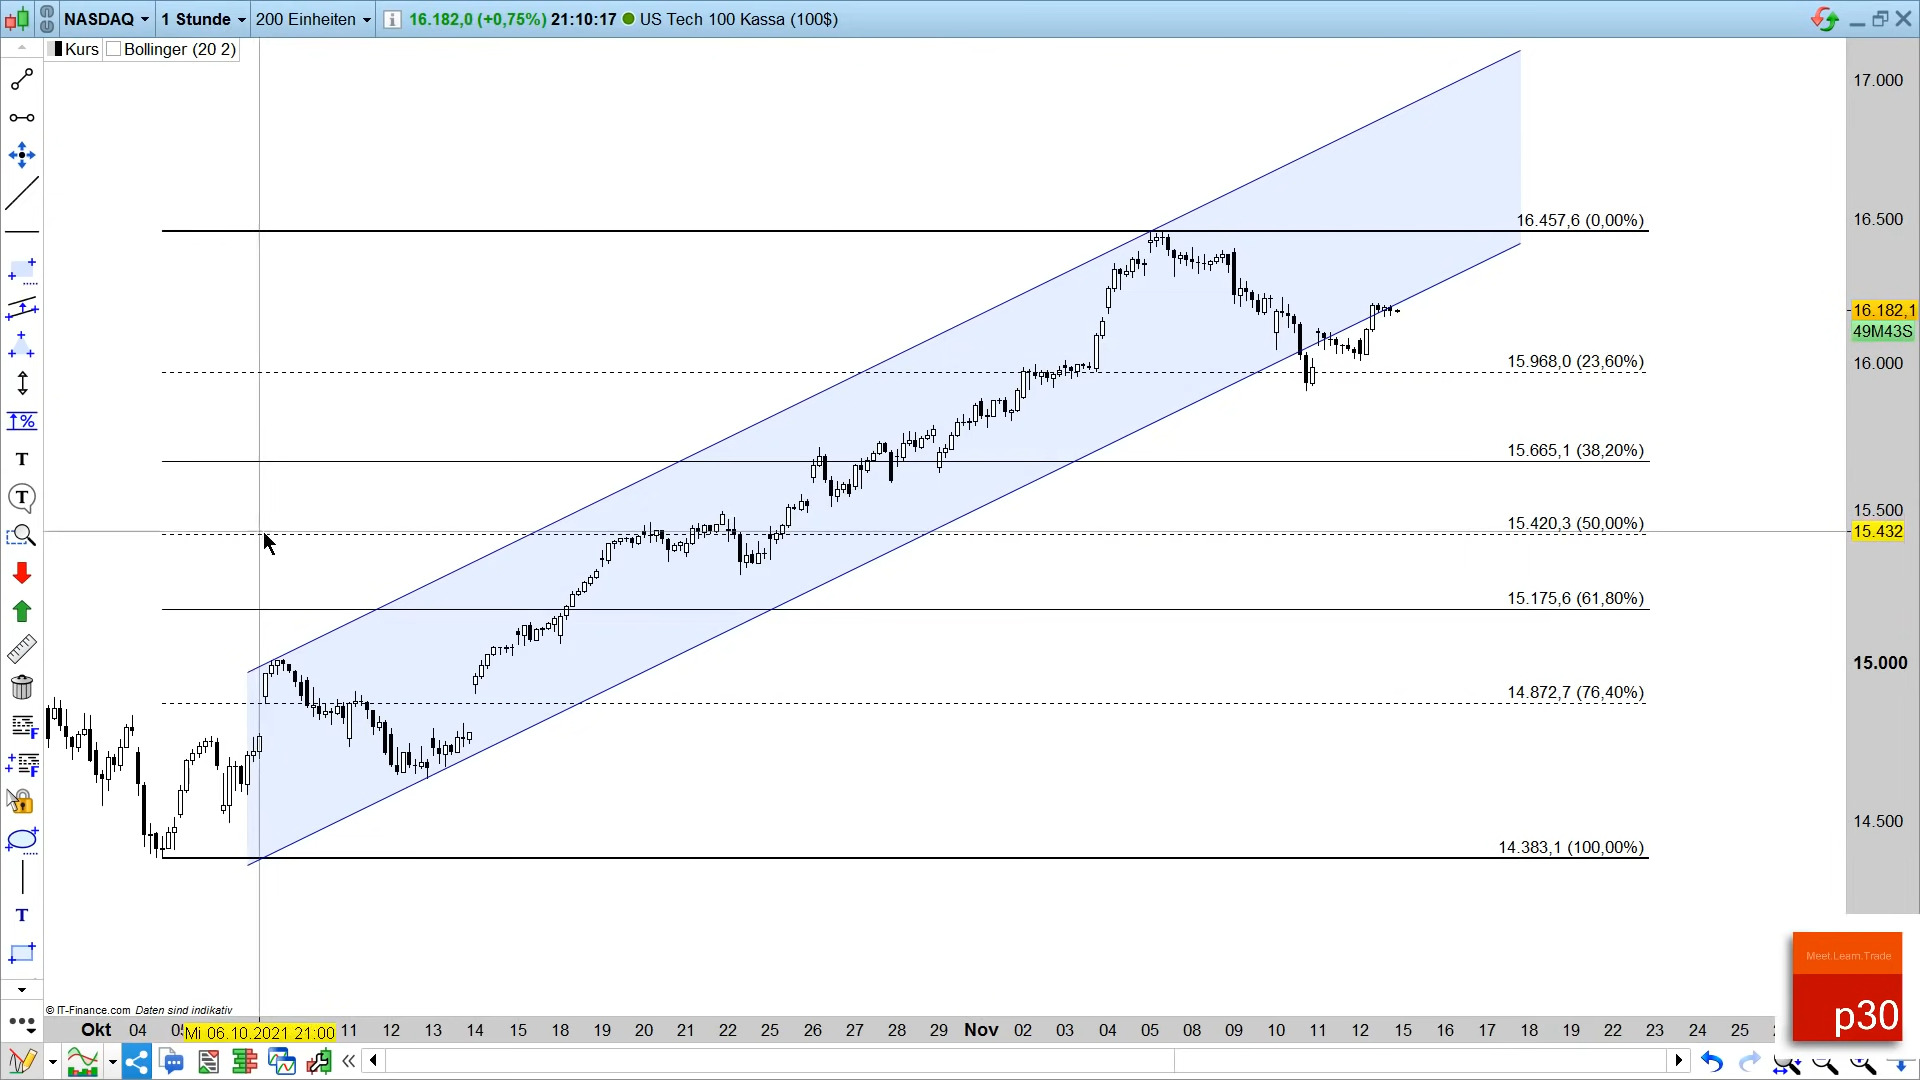 NASDAQ 1 Stunde 200 Einheiten 16.182,0 (+0,75%) 21:10:17 US Tech 100 Kassa (100$)
Kurs Bollinger (20 2)
17.000
16.457,6 (0,00%)
16.500
16.182,1
49M43S
15.968,0 (23,60%)
16.000
15.665,1 (38,20%)
15.420,3 (50,00%)
15.500
15.432
15.175,6 (61,80%)
15.000
14.872,7 (76,40%)
14.500
14.383,1 (100,00%)
%
T
T
F
F
T
Meet.Learn.Trade
p30
© IT-Finance.com Daten sind indikativ
Okt 04 Mi 06.10.2021 21:00 11 12 13 14 15 18 19 20 21 22 25 26 27 28 29 Nov 02 03 04 05 08 09 10 11 12 15 16 17 18 19 22 23 24 25